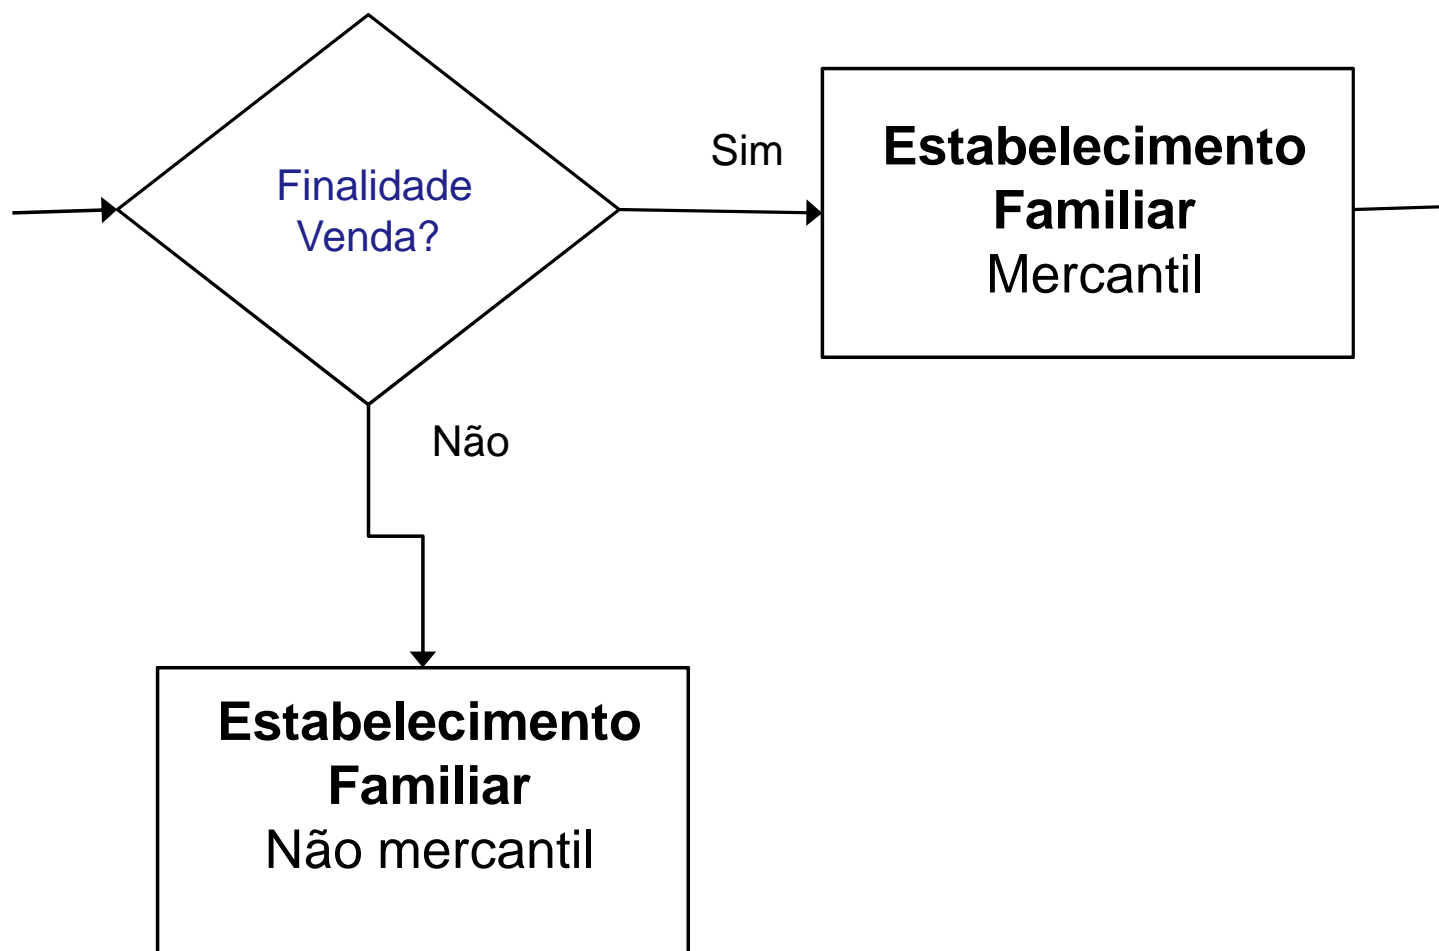 Finalidade
Venda?
Sim
Estabelecimento
Familiar
Mercantil
Não
Estabelecimento
Familiar
Não mercantil